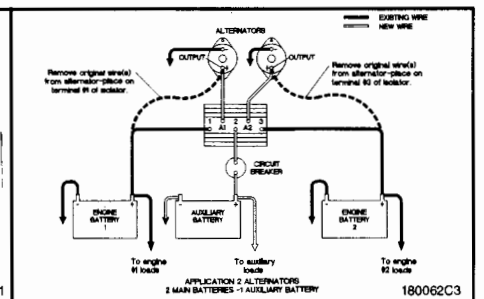 EXISTING WIRE
NEW WIRE
ALTERNATORS
OUTPUT
OUTPUT
Remove original wire(s)
from alternator-place on
terminal #1 of isolator.
Remove original wire(s)
from alternator-place on
terminal #3 of isolator.
1 A1 2 A2 3
CIRCUIT
BREAKER
ENGINE
BATTERY
1
AUXILIARY
BATTERY
ENGINE
BATTERY
2
To engine
#1 loads
To auxiliary
loads
To engine
#2 loads
APPLICATION 2 ALTERNATORS
2 MAIN BATTERIES -1 AUXILIARY BATTERY
1
180062C3